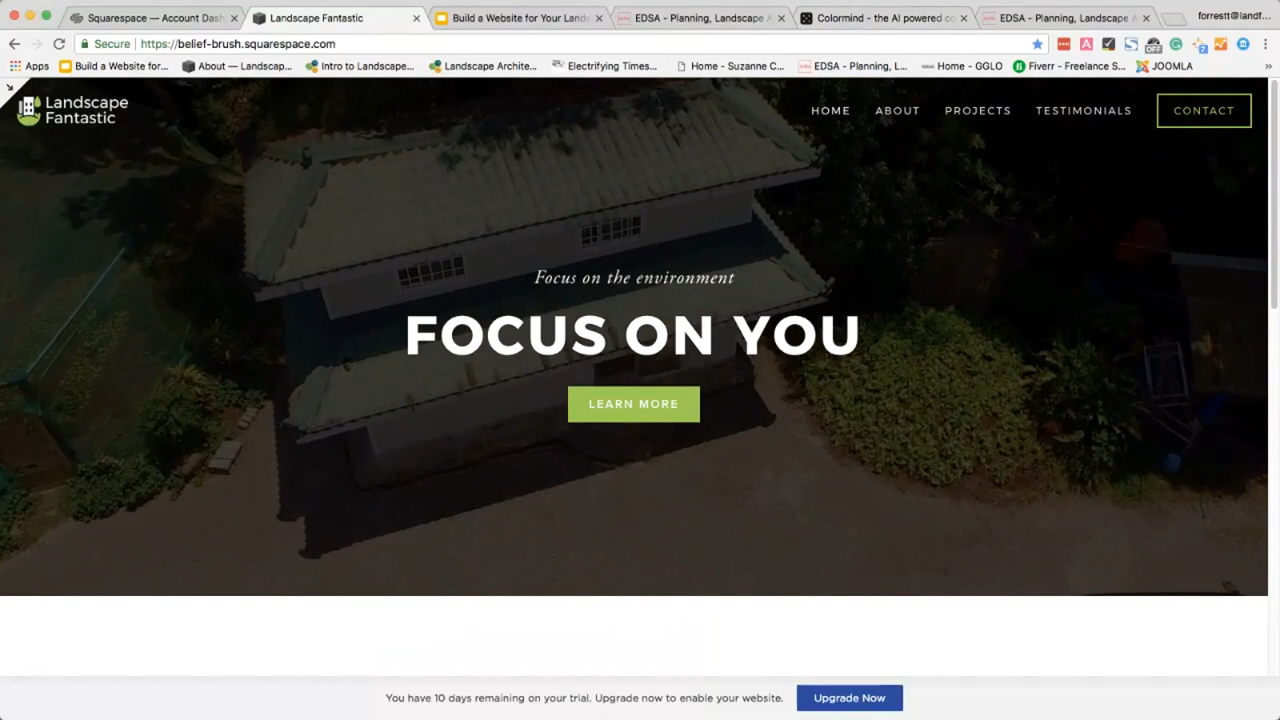 Squarespace — Account Dash
Landscape Fantastic
Build a Website for Your Lands
EDSA - Planning, Landscape A
Colormind - the AI powered co
EDSA - Planning, Landscape A
forrestt@landf...
Secure
https://belief-brush.squarespace.com
OFF
7
Apps
Build a Website for...
About — Landscap...
Intro to Landscape...
Landscape Archite...
Electrifying Times...
Home - Suzanne C...
EDSA - Planning, L...
Home - GGLO
Fiverr - Freelance S...
JOOMLA
»
Landscape
Fantastic
HOME
ABOUT
PROJECTS
TESTIMONIALS
CONTACT
Focus on the environment
FOCUS ON YOU
LEARN MORE
You have 10 days remaining on your trial. Upgrade now to enable your website.
Upgrade Now